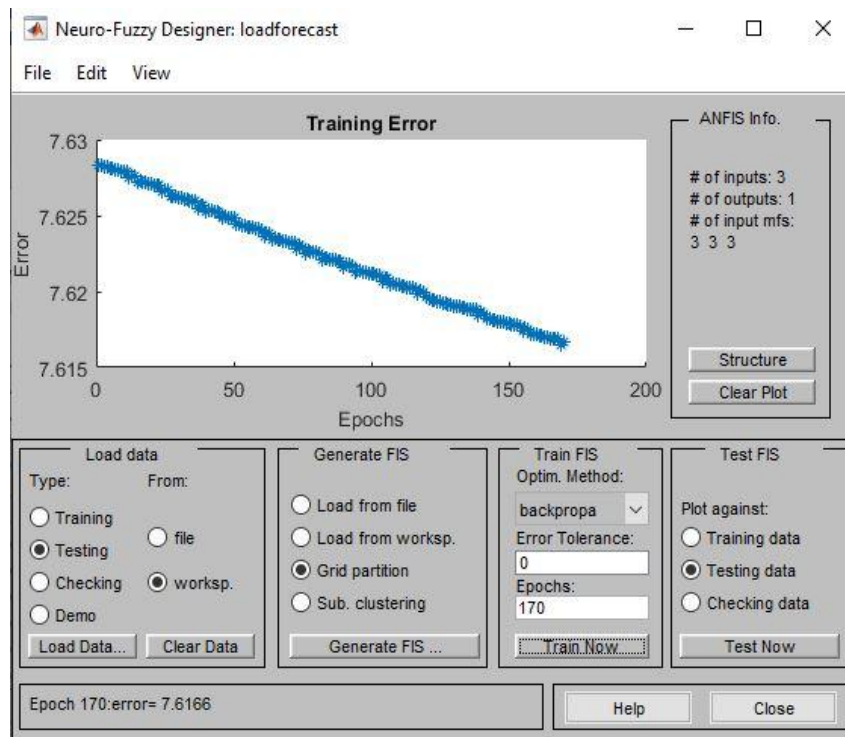 Neuro-Fuzzy Designer: loadforecast
File Edit View
Training Error
7.63
7.625
7.62
7.615
Error
0 50 100 150 200
Epochs
ANFIS Info.
# of inputs: 3
# of outputs: 1
# of input mfs:
3 3 3
Structure
Clear Plot
Load data
Type: From:
Training
file
Testing
Checking
worksp.
Demo
Load Data... Clear Data
Generate FIS
Load from file
Load from worksp.
Grid partition
Sub. clustering
Generate FIS ...
Train FIS
Optim. Method:
backpropa
Error Tolerance:
0
Epochs:
170
Train Now
Test FIS
Plot against:
Training data
Testing data
Checking data
Test Now
Epoch 170:error= 7.6166
Help
Close